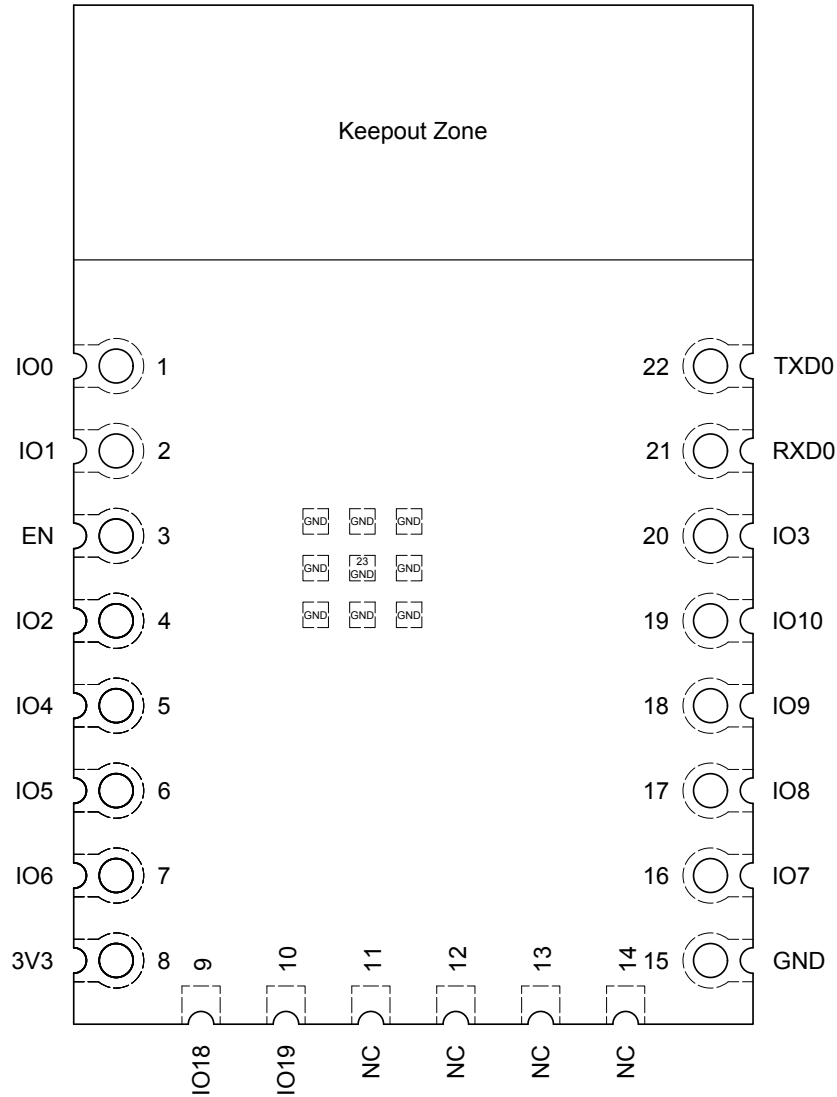 Keepout Zone
IO0 1 22 TXD0
IO1 2 21 RXD0
EN 3 20 IO3
GND GND GND
GND 23 GND GND
GND GND GND
IO2 4 19 IO10
IO4 5 18 IO9
IO5 6 17 IO8
IO6 7 16 IO7
3V3 8 9 10 11 12 13 14 15 GND
IO18 IO19 NC NC NC NC